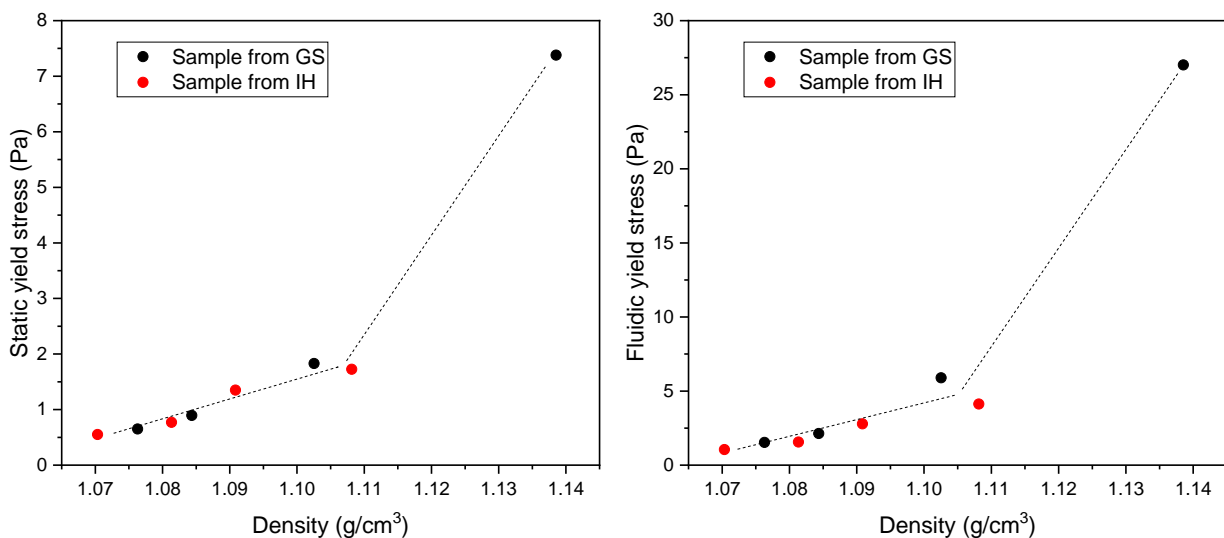 8
7
6
5
4
3
2
1
0
Static yield stress (Pa)
Sample from GS
Sample from IH
1.07 1.08 1.09 1.10 1.11 1.12 1.13 1.14
Density (g/cm³)
30
25
20
15
10
5
0
Fluidic yield stress (Pa)
Sample from GS
Sample from IH
1.07 1.08 1.09 1.10 1.11 1.12 1.13 1.14
Density (g/cm³)